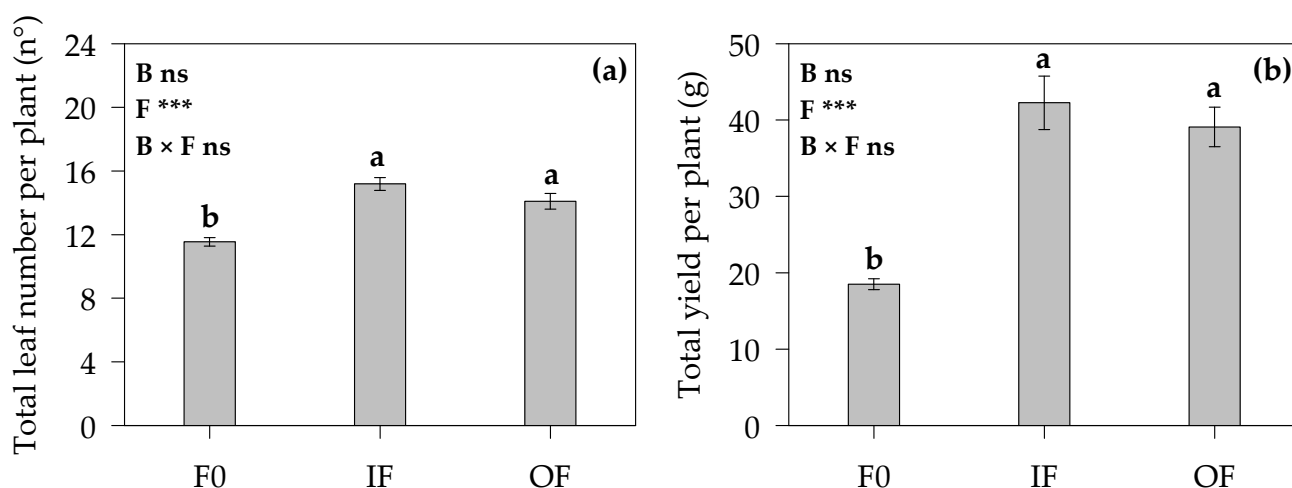 Total leaf number per plant (n°)
24
20
16
12
8
4
0
B ns
F ***
B × F ns
(a)
b
a
a
F0 IF OF
Total yield per plant (g)
50
40
30
20
10
0
B ns
F ***
B × F ns
(b)
b
a
a
F0 IF OF